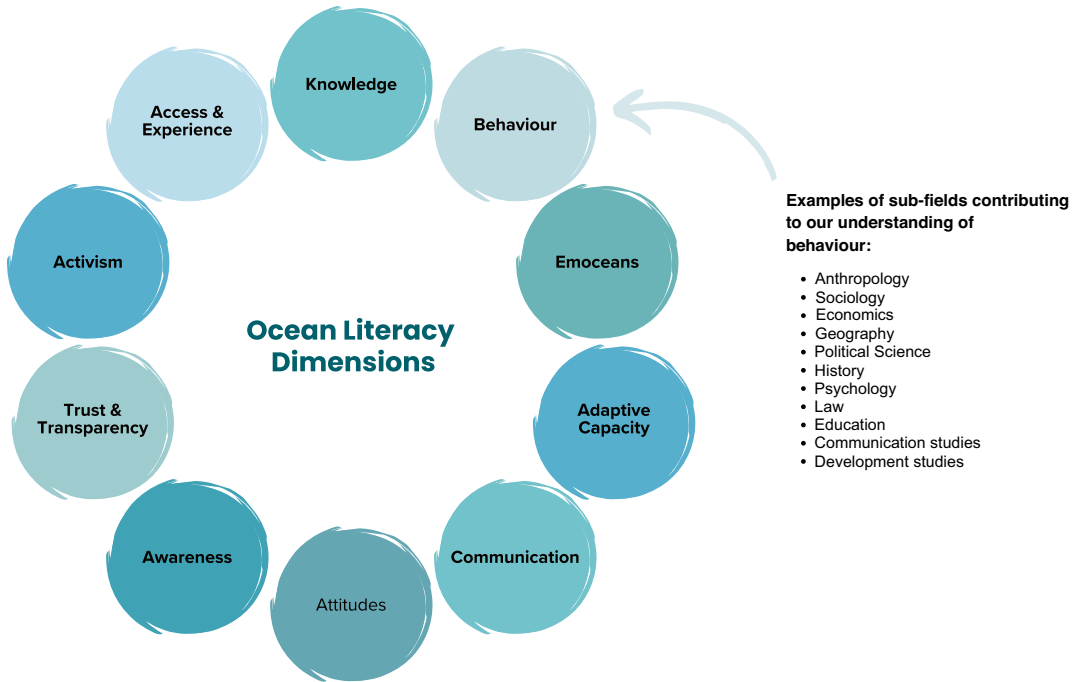 Knowledge
Behaviour
Emoceans
Adaptive
Capacity
Communication
Attitudes
Awareness
Trust &
Transparency
Activism
Access &
Experience
Ocean Literacy
Dimensions
Examples of sub-fields contributing
to our understanding of
behaviour:
• Anthropology
• Sociology
• Economics
• Geography
• Political Science
• History
• Psychology
• Law
• Education
• Communication studies
• Development studies